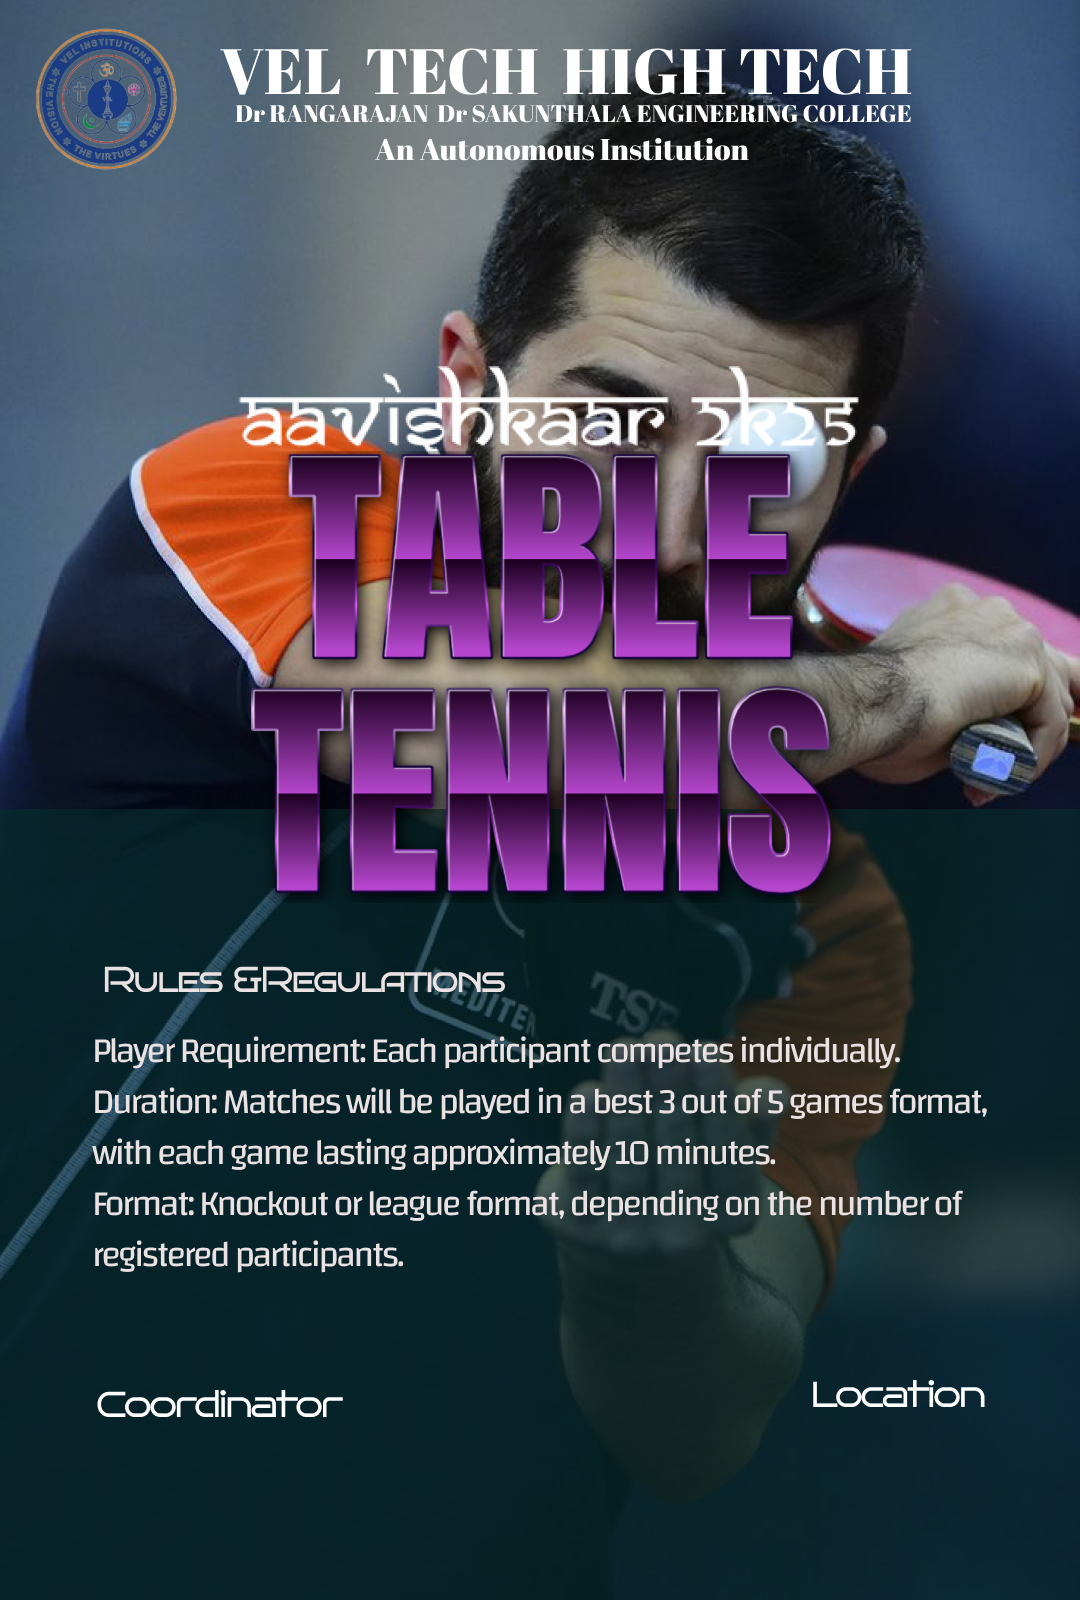 VEL INSTITUTIONS
THE VISION
THE VENTURES
THE VIRTUES
VEL TECH HIGH TECH
Dr RANGARAJAN Dr SAKUNTHALA ENGINEERING COLLEGE
An Autonomous Institution
aavishkaar 2k25
TABLE
TENNIS
MEDITER
TSP
Rules &Regulations
Player Requirement: Each participant competes individually.
Duration: Matches will be played in a best 3 out of 5 games format,
with each game lasting approximately 10 minutes.
Format: Knockout or league format, depending on the number of
registered participants.
Coordinator
Location